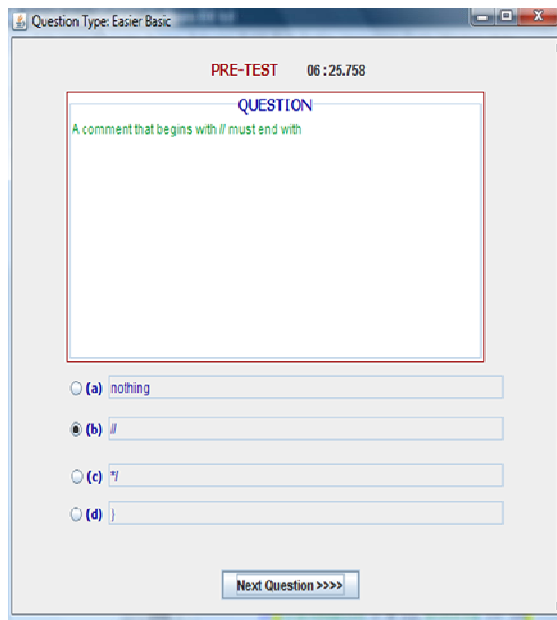 Question Type: Easier Basic
PRE-TEST 06 : 25.758
QUESTION
A comment that begins with // must end with
(a) nothing
(b) //
(c) */
(d) }
Next Question >>>>